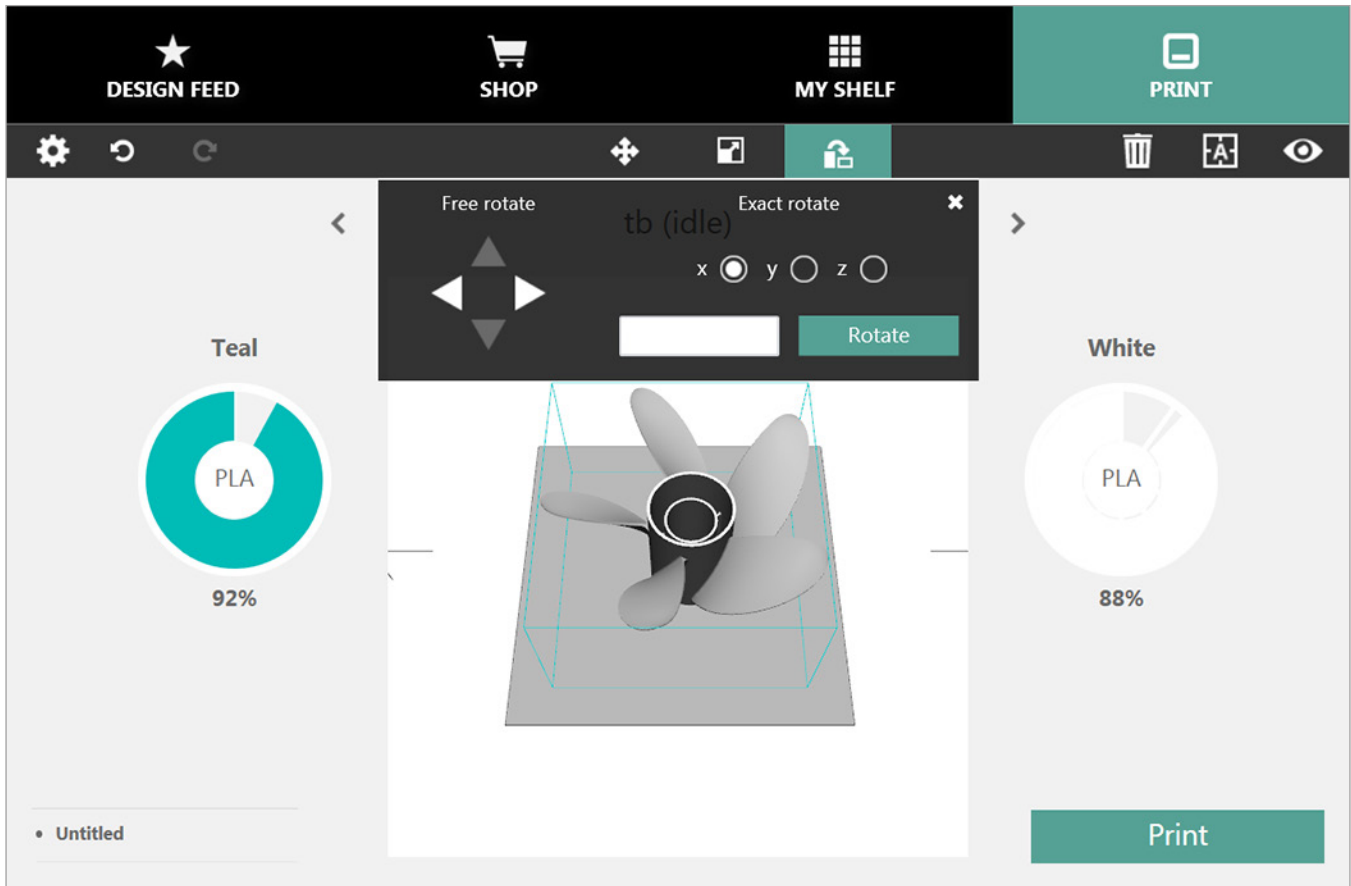 DESIGN FEED
SHOP
MY SHELF
PRINT
A
Free rotate
Exact rotate
tb (idle)
x y z
Rotate
Teal
White
PLA
PLA
92%
88%
• Untitled
Print